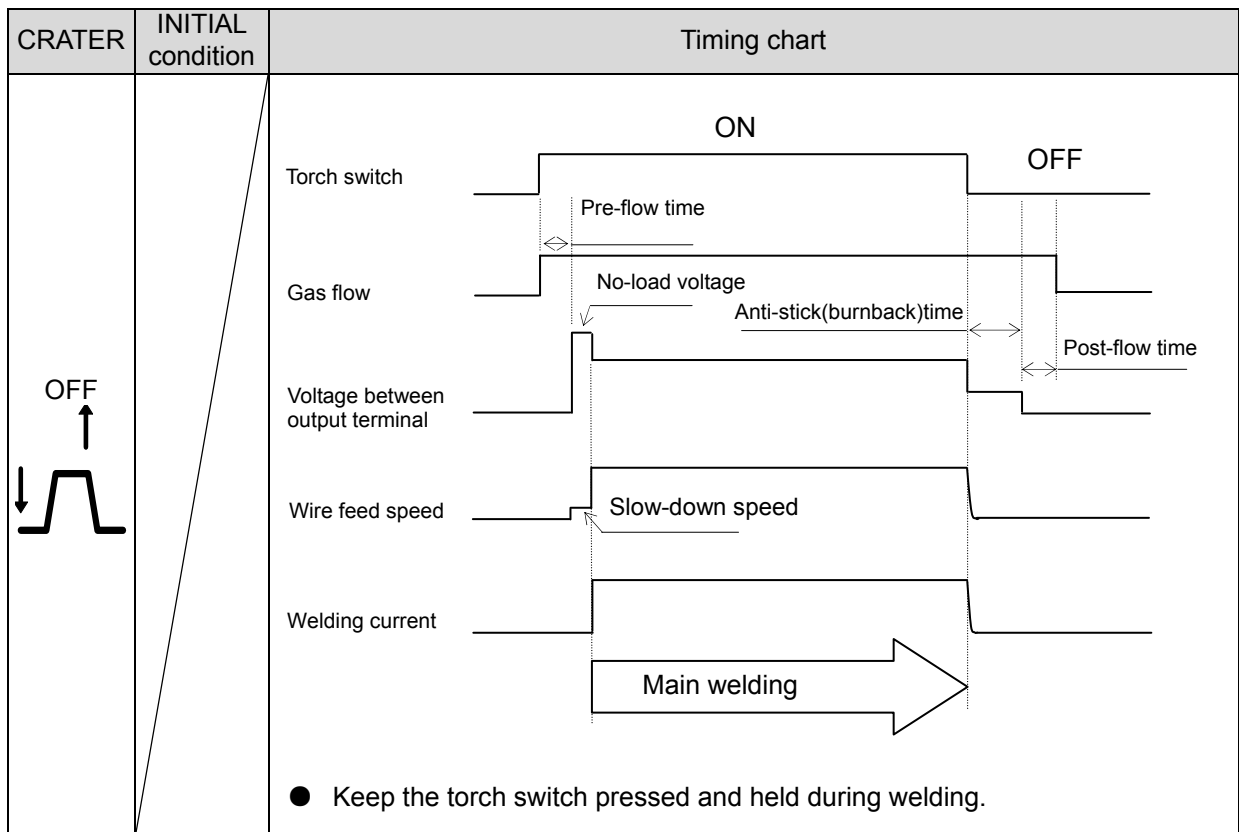 CRATER
INITIAL
condition
Timing chart
ON
OFF
Torch switch
Pre-flow time
Gas flow
No-load voltage
Anti-stick(burnback)time
Post-flow time
OFF
Voltage between
output terminal
Wire feed speed
Slow-down speed
Welding current
Main welding
● Keep the torch switch pressed and held during welding.